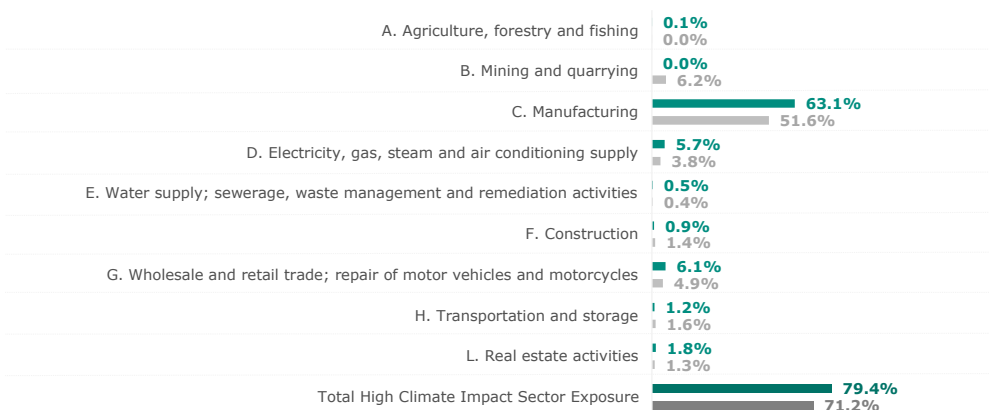 A. Agriculture, forestry and fishing
0.1%
0.0%
B. Mining and quarrying
0.0%
6.2%
C. Manufacturing
63.1%
51.6%
D. Electricity, gas, steam and air conditioning supply
5.7%
3.8%
E. Water supply; sewerage, waste management and remediation activities
0.5%
0.4%
F. Construction
0.9%
1.4%
G. Wholesale and retail trade; repair of motor vehicles and motorcycles
6.1%
4.9%
H. Transportation and storage
1.2%
1.6%
L. Real estate activities
1.8%
1.3%
Total High Climate Impact Sector Exposure
79.4%
71.2%